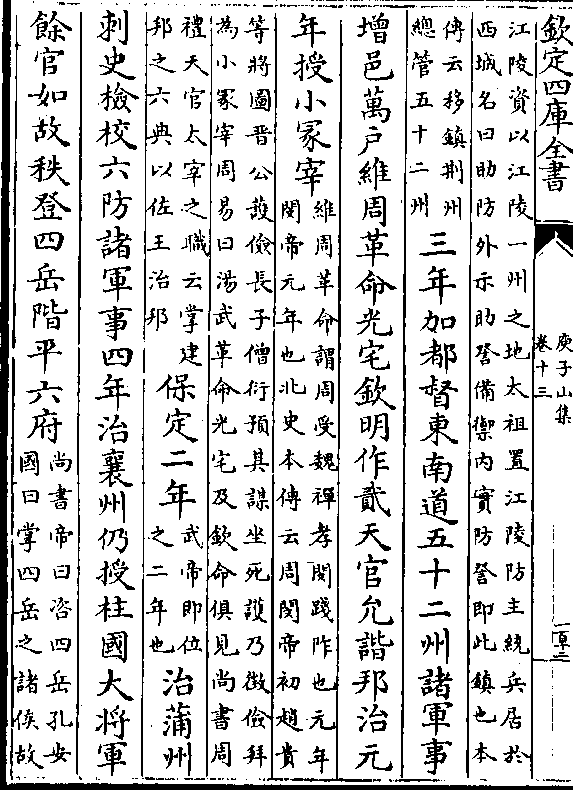 欽定四庫全書
庾子山集
卷十三
江陵資以江陵一州之地太祖置江陵防主統兵居於
西城名曰助防外示助詧備禦內實防詧即此鎮也本
傳云移鎮荆州
總管五十二州
三年加都督東南道五十二州諸軍事
增邑萬戶維周革命光宅欽明作貳天官允諧邦治元
年授小冢宰
維周革命謂周受魏禪孝閔踐阼也元年
閔帝元年也北史本傳云周閔帝初趙貴
等將圖晉公護儉長子僧衍預其謀坐死護乃徵儉拜
為小冢宰周易曰湯武革命光宅及欽命俱見尚書周
禮天官太宰之職云掌建
邦之六典以佐王治邦
保定二年
武帝即位
之二年也
治蒲州
刺史檢校六防諸軍事四年治襄州仍授柱國大將軍
餘官如故秩登四岳階平六府
尚書帝曰咨四岳孔安
國曰掌四岳之諸侯故